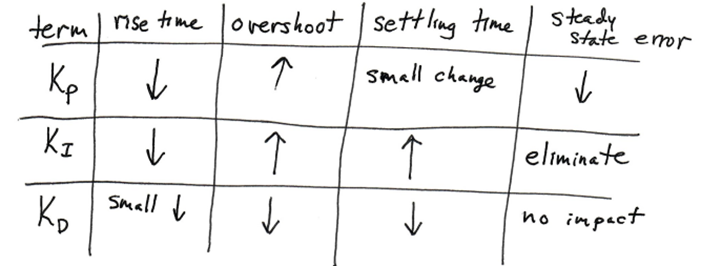 term rise time overshoot settling time steady state error
K_P ↓ ↑ small change ↓
K_I ↓ ↑ ↑ eliminate
K_D small ↓ ↓ ↓ no impact